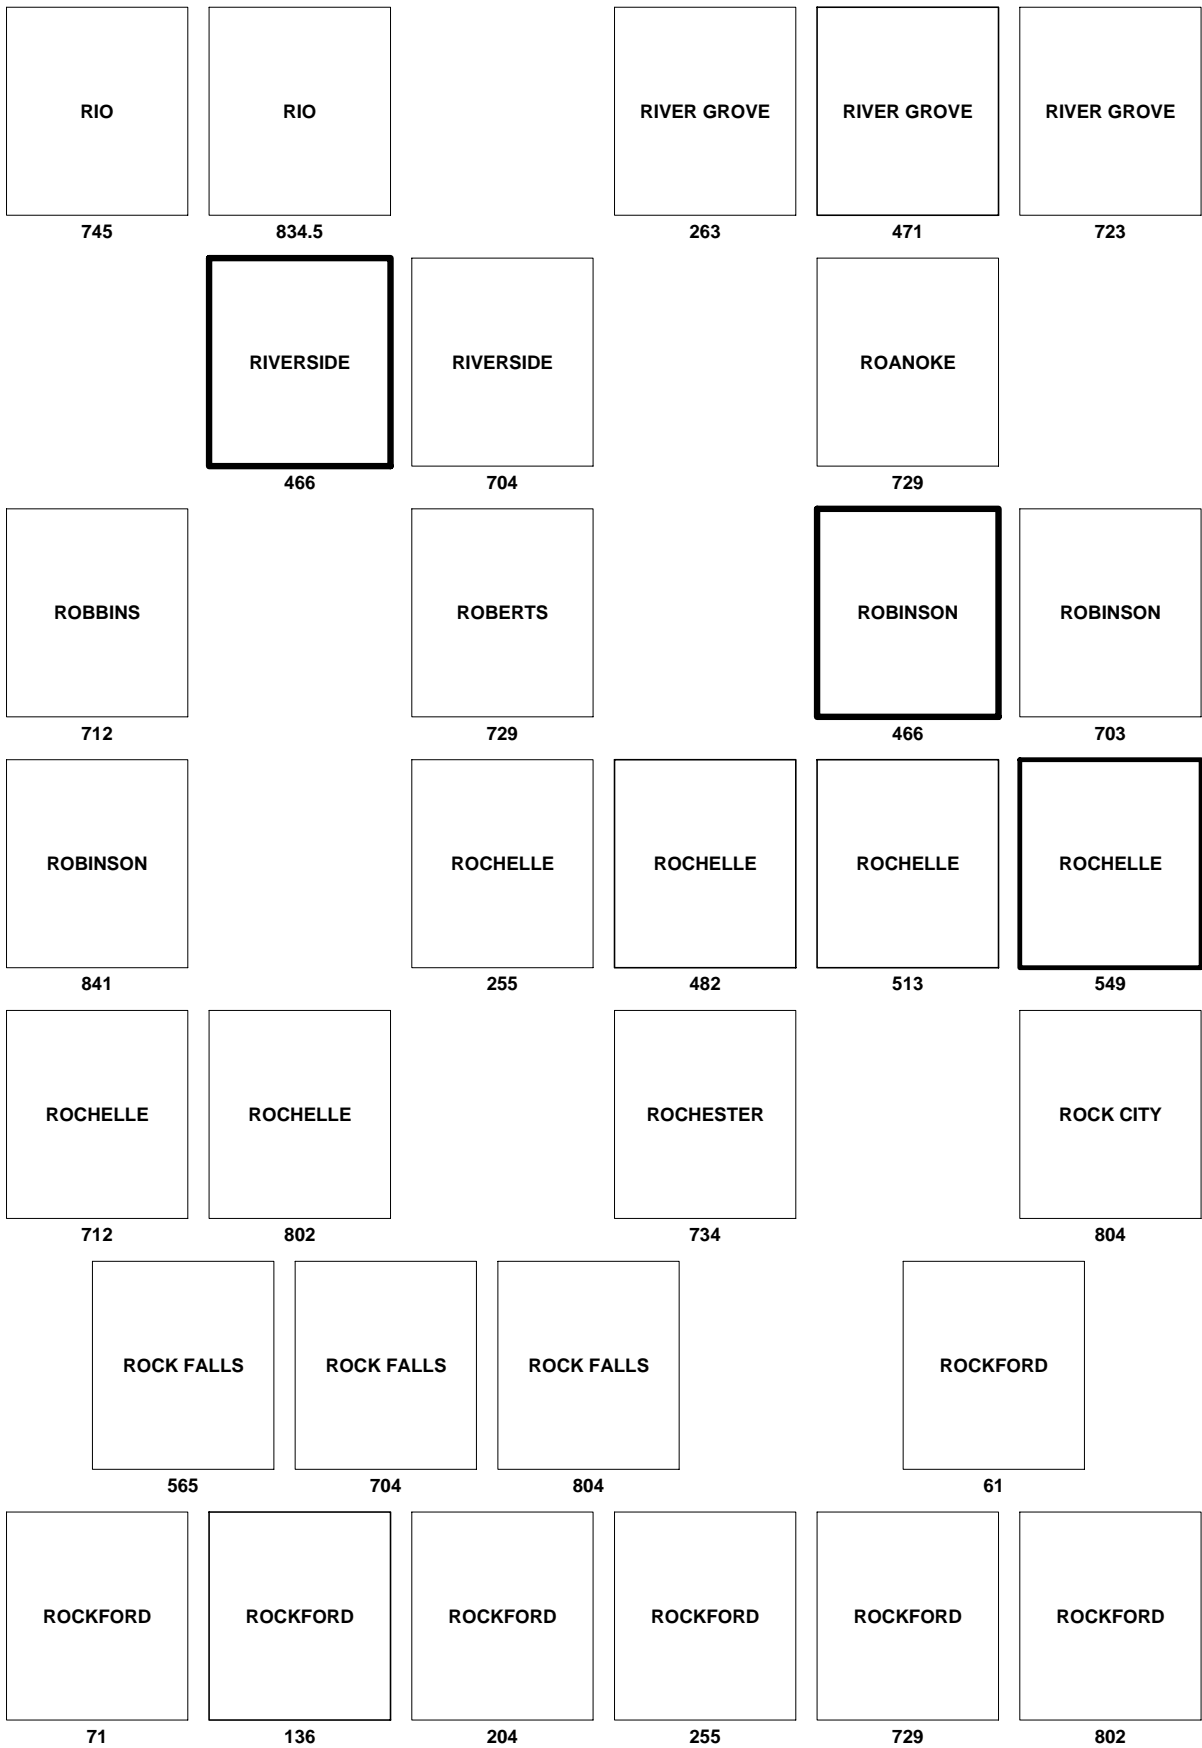 RIO RIO RIVER GROVE RIVER GROVE RIVER GROVE
745 834.5 263 471 723
RIVERSIDE RIVERSIDE ROANOKE
466 704 729
ROBBINS ROBERTS ROBINSON ROBINSON
712 729 466 703
ROBINSON ROCHELLE ROCHELLE ROCHELLE ROCHELLE
841 255 482 513 549
ROCHELLE ROCHELLE ROCHESTER ROCK CITY
712 802 734 804
ROCK FALLS ROCK FALLS ROCK FALLS ROCKFORD
565 704 804 61
ROCKFORD ROCKFORD ROCKFORD ROCKFORD ROCKFORD ROCKFORD
71 136 204 255 729 802